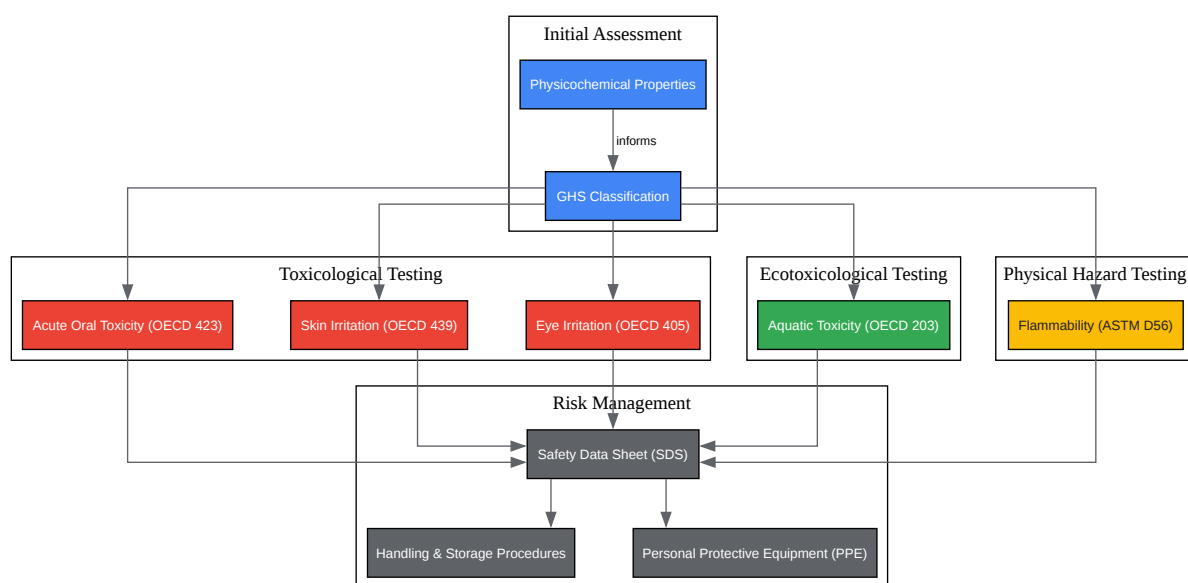 Initial Assessment
Physicochemical Properties
informs
GHS Classification
Toxicological Testing
Ecotoxicological Testing
Physical Hazard Testing
Acute Oral Toxicity (OECD 423)
Skin Irritation (OECD 439)
Eye Irritation (OECD 405)
Aquatic Toxicity (OECD 203)
Flammability (ASTM D56)
Risk Management
Safety Data Sheet (SDS)
Handling & Storage Procedures
Personal Protective Equipment (PPE)